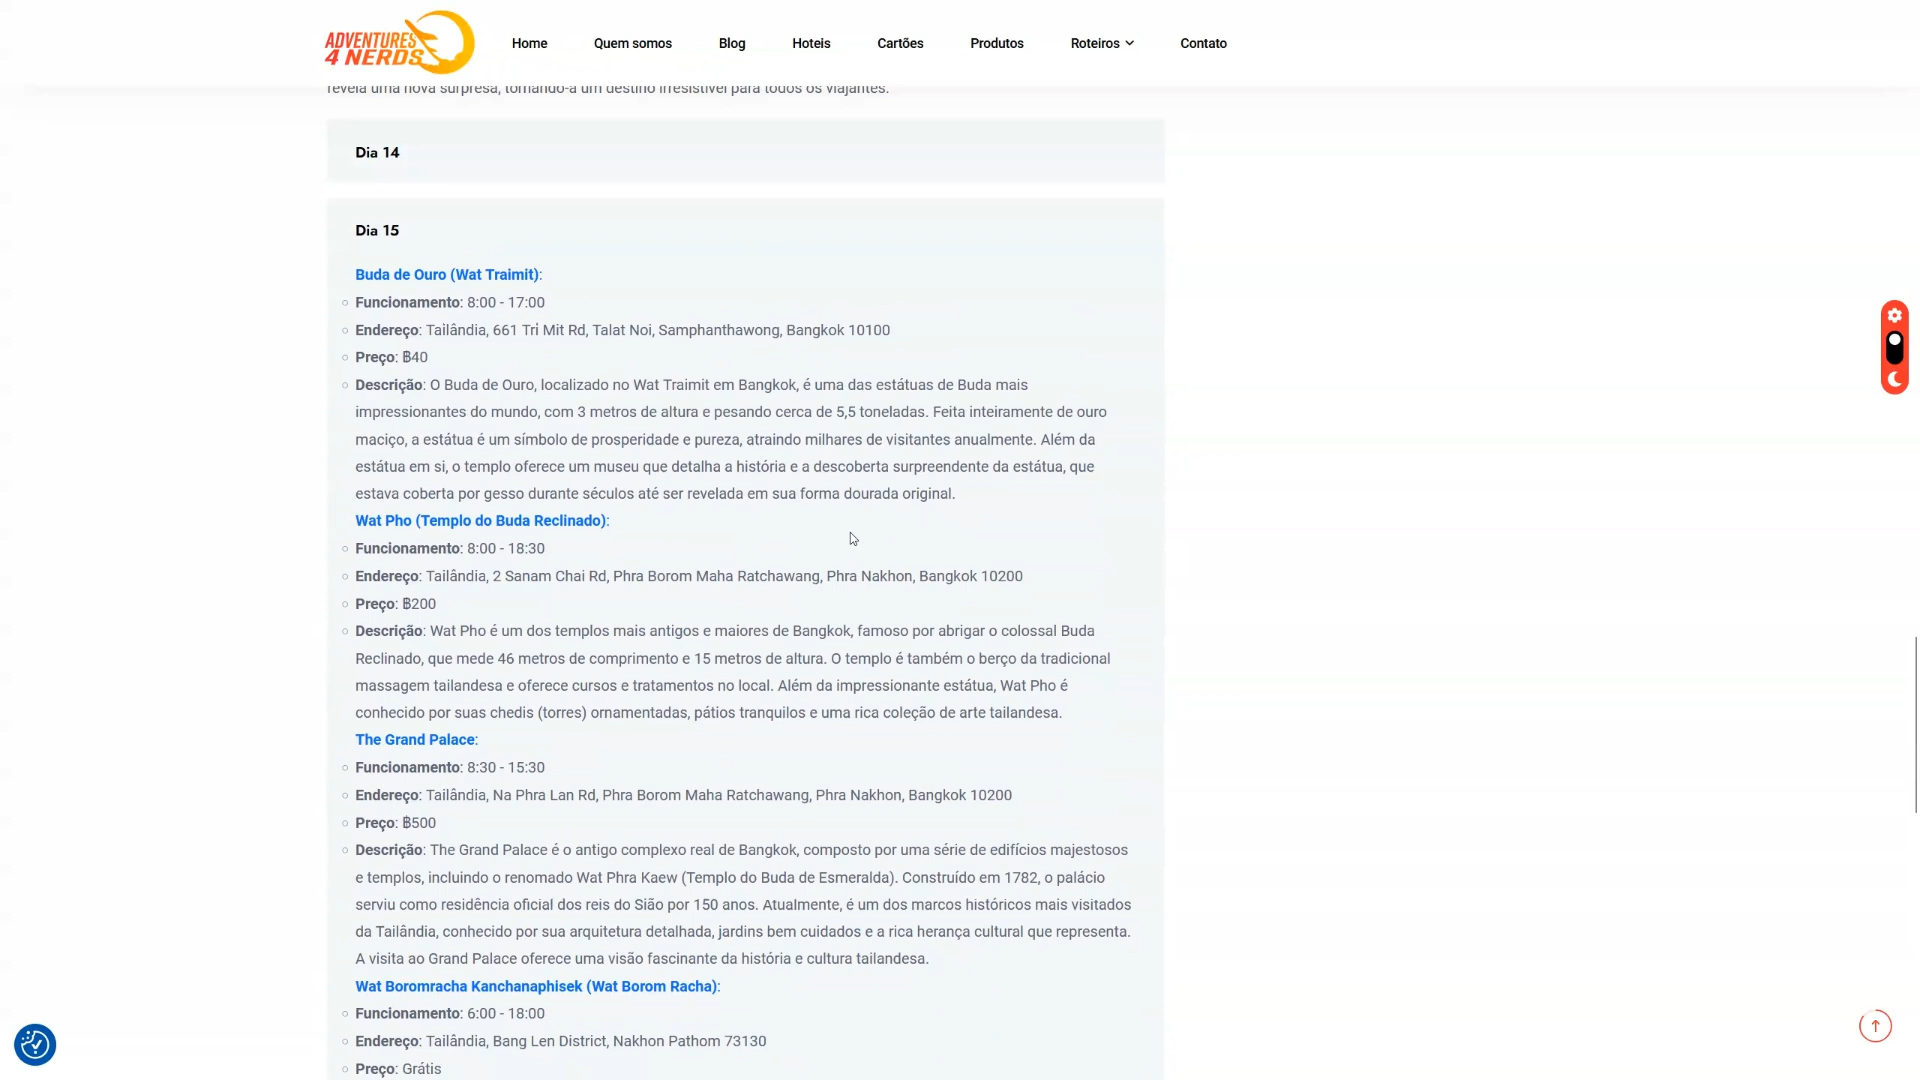 ADVENTURES
4 NERDS
Home
Quem somos
Blog
Hoteis
Cartões
Produtos
Roteiros
Contato
revela uma nova surpresa, tornando-a um destino irresistível para todos os viajantes.
Dia 14
Dia 15
Buda de Ouro (Wat Traimit):
Funcionamento: 8:00 - 17:00
Endereço: Tailândia, 661 Tri Mit Rd, Talat Noi, Samphanthawong, Bangkok 10100
Preço: ฿40
Descrição: O Buda de Ouro, localizado no Wat Traimit em Bangkok, é uma das estátuas de Buda mais
impressionantes do mundo, com 3 metros de altura e pesando cerca de 5,5 toneladas. Feita inteiramente de ouro
maciço, a estátua é um símbolo de prosperidade e pureza, atraindo milhares de visitantes anualmente. Além da
estátua em si, o templo oferece um museu que detalha a história e a descoberta surpreendente da estátua, que
estava coberta por gesso durante séculos até ser revelada em sua forma dourada original.
Wat Pho (Templo do Buda Reclinado):
Funcionamento: 8:00 - 18:30
Endereço: Tailândia, 2 Sanam Chai Rd, Phra Borom Maha Ratchawang, Phra Nakhon, Bangkok 10200
Preço: ฿200
Descrição: Wat Pho é um dos templos mais antigos e maiores de Bangkok, famoso por abrigar o colossal Buda
Reclinado, que mede 46 metros de comprimento e 15 metros de altura. O templo é também o berço da tradicional
massagem tailandesa e oferece cursos e tratamentos no local. Além da impressionante estátua, Wat Pho é
conhecido por suas chedis (torres) ornamentadas, pátios tranquilos e uma rica coleção de arte tailandesa.
The Grand Palace:
Funcionamento: 8:30 - 15:30
Endereço: Tailândia, Na Phra Lan Rd, Phra Borom Maha Ratchawang, Phra Nakhon, Bangkok 10200
Preço: ฿500
Descrição: The Grand Palace é o antigo complexo real de Bangkok, composto por uma série de edifícios majestosos
e templos, incluindo o renomado Wat Phra Kaew (Templo do Buda de Esmeralda). Construído em 1782, o palácio
serviu como residência oficial dos reis do Sião por 150 anos. Atualmente, é um dos marcos históricos mais visitados
da Tailândia, conhecido por sua arquitetura detalhada, jardins bem cuidados e a rica herança cultural que representa.
A visita ao Grand Palace oferece uma visão fascinante da história e cultura tailandesa.
Wat Boromracha Kanchanaphisek (Wat Borom Racha):
Funcionamento: 6:00 - 18:00
Endereço: Tailândia, Bang Len District, Nakhon Pathom 73130
Preço: Grátis